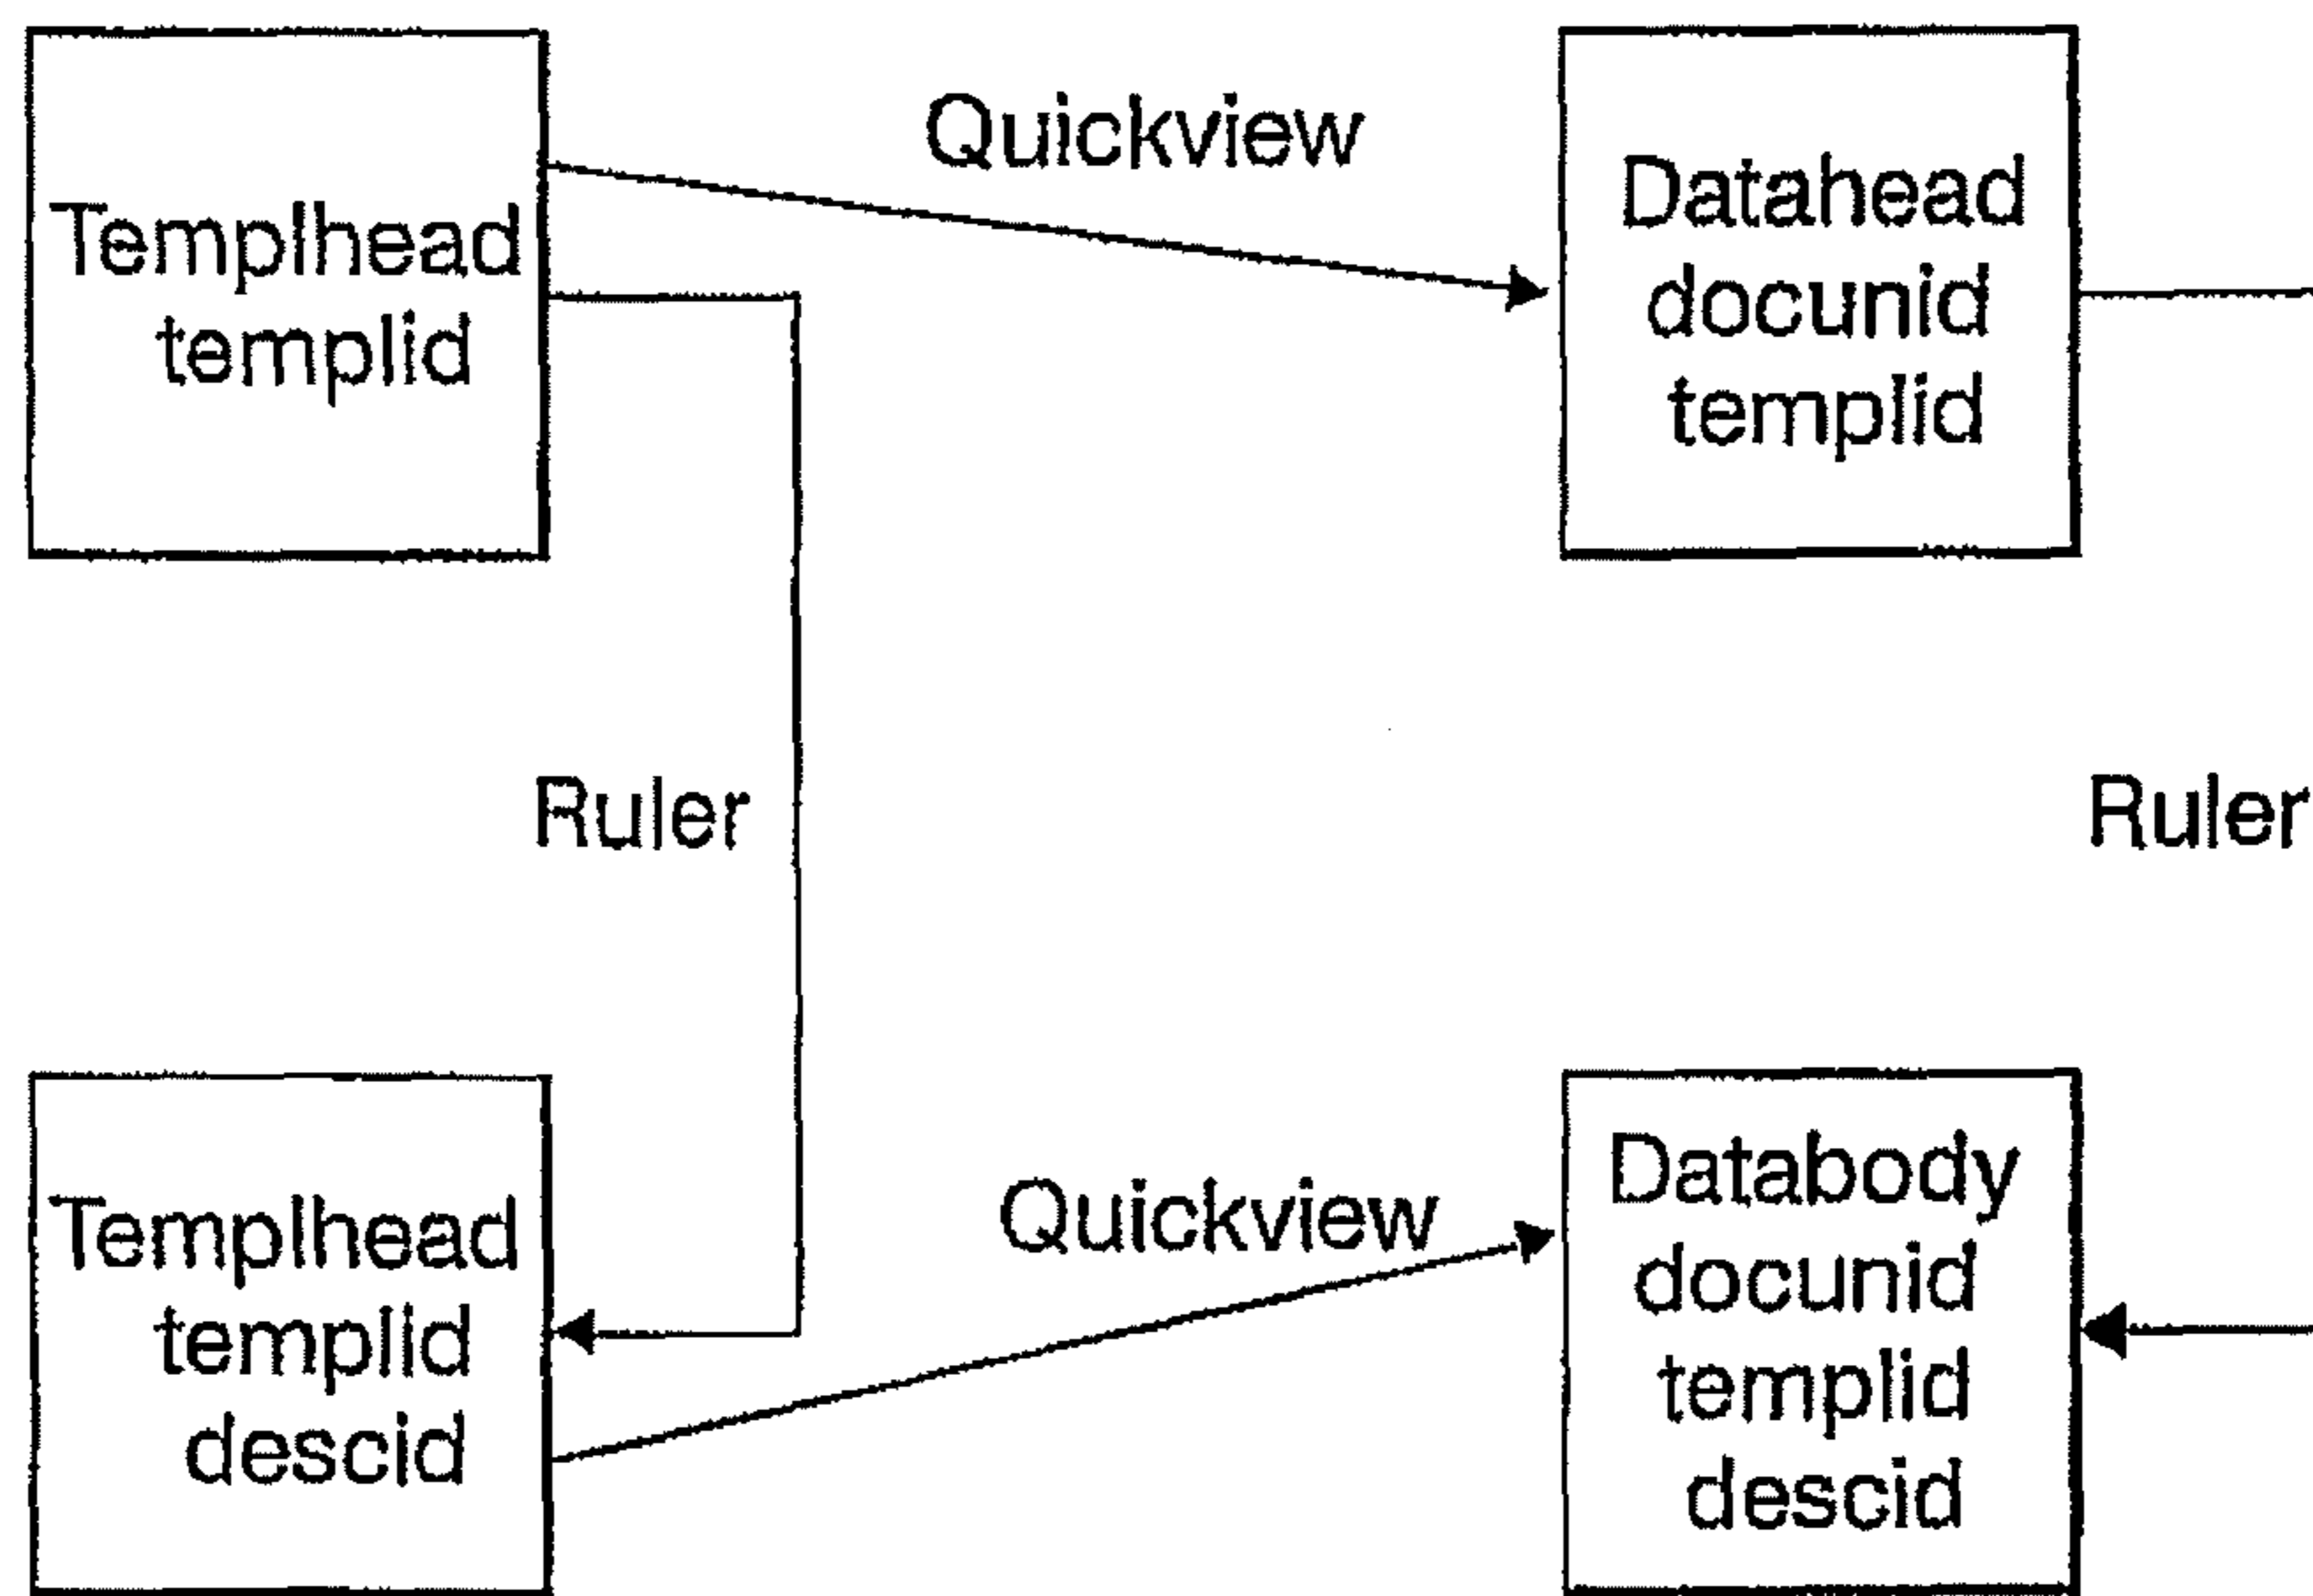 Quickview
Templhead
templid
Datahead
docunid
templid
Ruler
Ruler
Templhead
templid
descid
Quickview
Databody
docunid
templid
descid